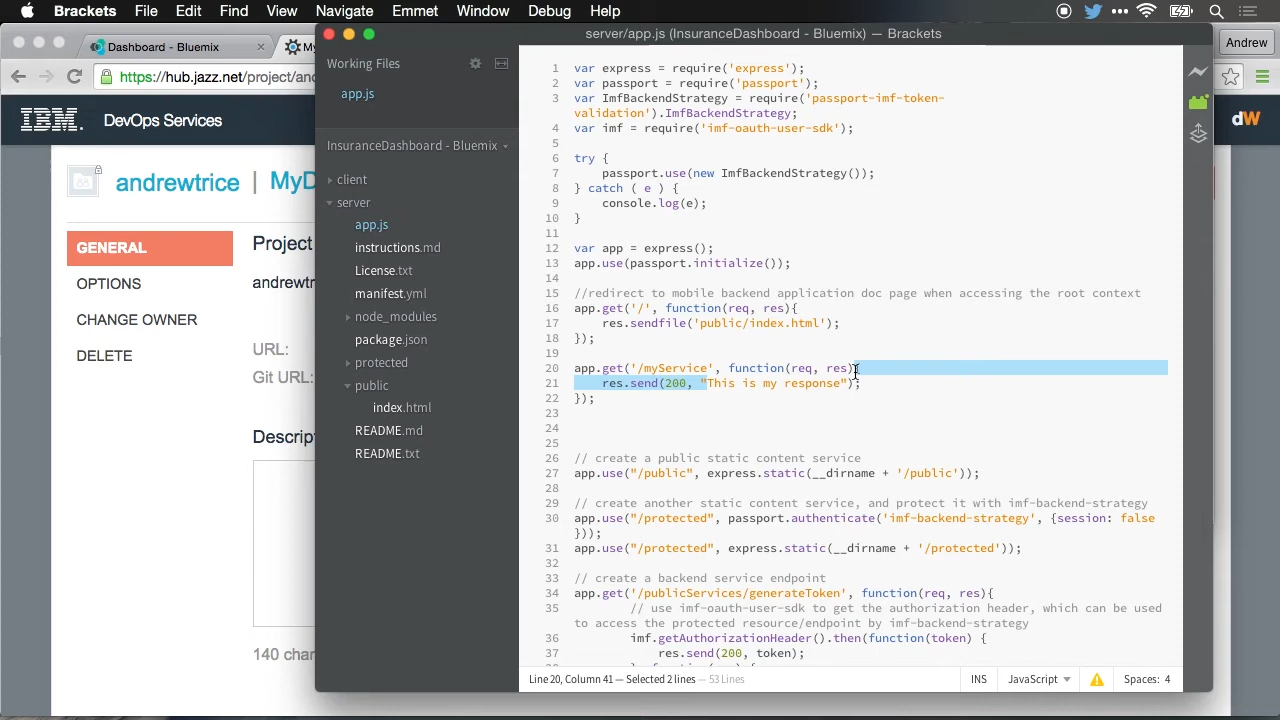 Brackets File Edit Find View Navigate Emmet Window Debug Help
Dashboard - Bluemix
My
Andrew
https://hub.jazz.net/project/and
IBM. DevOps Services
dW
andrewtrice | MyD
GENERAL
OPTIONS
CHANGE OWNER
DELETE
Project
andrewtr
URL:
Git URL:
Descript
140 char
server/app.js (InsuranceDashboard - Bluemix) — Brackets
Working Files
app.js
InsuranceDashboard - Bluemix
client
server
app.js
instructions.md
License.txt
manifest.yml
node_modules
package.json
protected
public
index.html
README.md
README.txt
1 var express = require('express');
2 var passport = require('passport');
3 var ImfBackendStrategy = require('passport-imf-token-
validation').ImfBackendStrategy;
4 var imf = require('imf-oauth-user-sdk');
5
6 try {
7 passport.use(new ImfBackendStrategy());
8 } catch ( e ) {
9 console.log(e);
10 }
11
12 var app = express();
13 app.use(passport.initialize());
14
15 //redirect to mobile backend application doc page when accessing the root context
16 app.get('/', function(req, res){
17 res.sendfile('public/index.html');
18 });
19
20 app.get('/myService', function(req, res){
21 res.send(200, "This is my response");
22 });
23
24
25
26 // create a public static content service
27 app.use("/public", express.static(__dirname + '/public'));
28
29 // create another static content service, and protect it with imf-backend-strategy
30 app.use("/protected", passport.authenticate('imf-backend-strategy', {session: false
}));
31 app.use("/protected", express.static(__dirname + '/protected'));
32
33 // create a backend service endpoint
34 app.get('/publicServices/generateToken', function(req, res){
35 // use imf-oauth-user-sdk to get the authorization header, which can be used
to access the protected resource/endpoint by imf-backend-strategy
36 imf.getAuthorizationHeader().then(function(token) {
37 res.send(200, token);
Line 20, Column 41 — Selected 2 lines — 53 Lines
INS
JavaScript
Spaces: 4